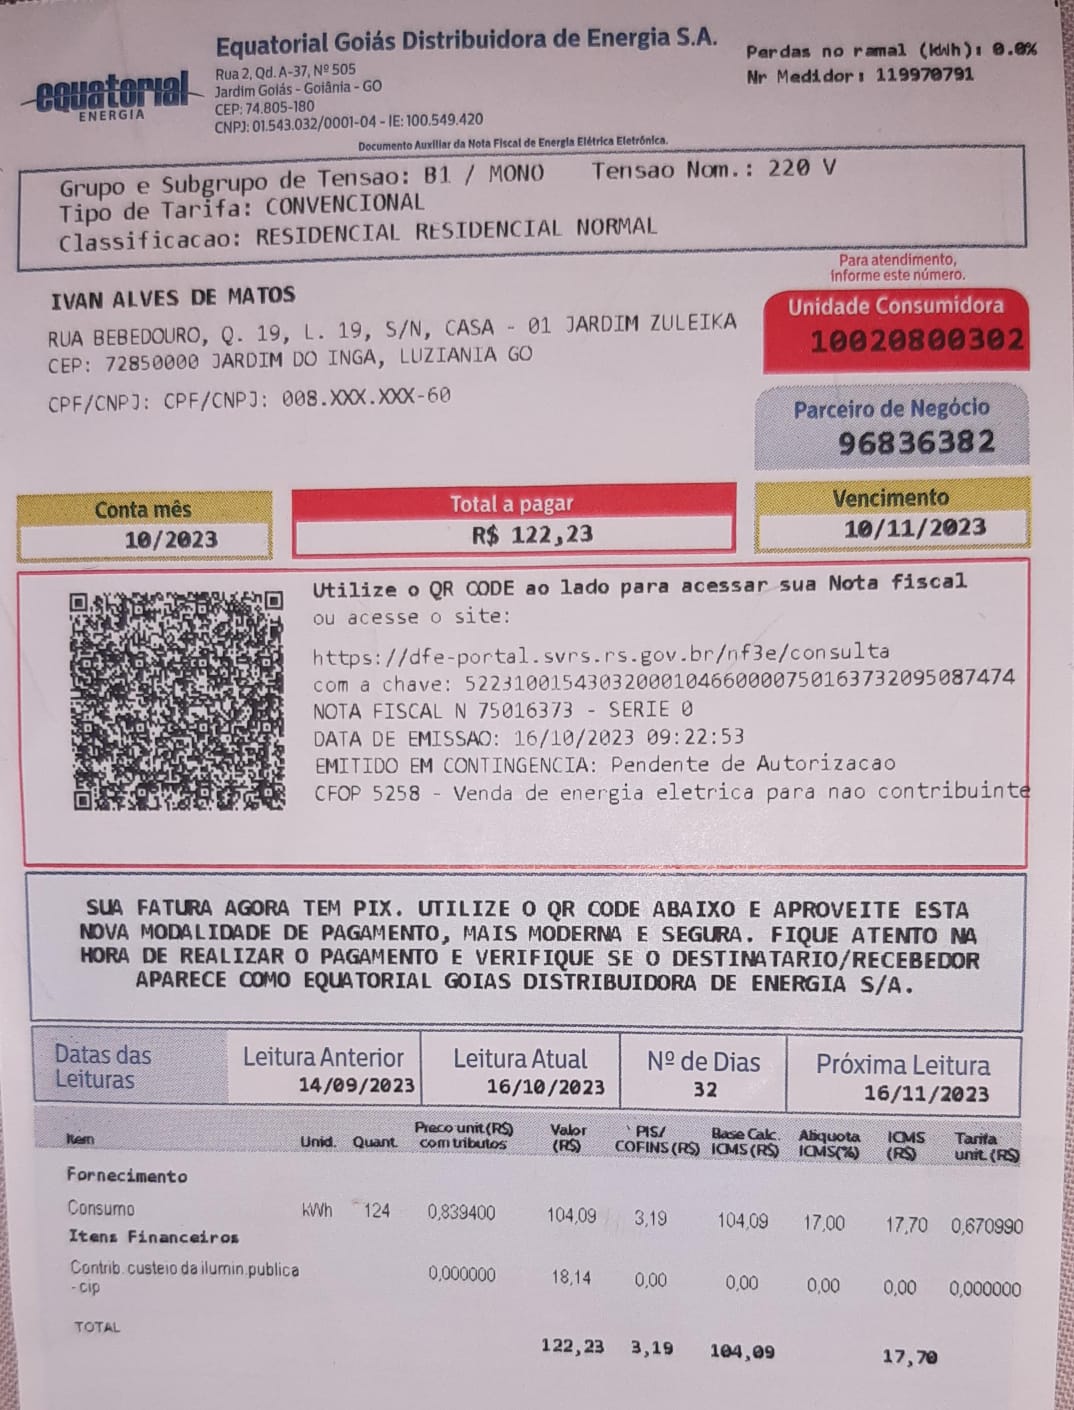 equatorial
ENERGIA
Equatorial Goiás Distribuidora de Energia S.A.
Rua 2, Qd. A-37, Nº 505
Jardim Goiás - Goiânia - GO
CEP: 74.805-180
CNPJ: 01.543.032/0001-04 - IE: 100.549.420
Perdas no ramal (kWh): 0.0%
Nr Medidor: 119970791
Documento Auxiliar da Nota Fiscal de Energia Elétrica Eletrônica.
Grupo e Subgrupo de Tensao: B1 / MONO Tensao Nom.: 220 V
Tipo de Tarifa: CONVENCIONAL
Classificacao: RESIDENCIAL RESIDENCIAL NORMAL
Para atendimento,
informe este número.
IVAN ALVES DE MATOS
RUA BEBEDOURO, Q. 19, L. 19, S/N, CASA - 01 JARDIM ZULEIKA
CEP: 72850000 JARDIM DO INGA, LUZIANIA GO
CPF/CNPJ: CPF/CNPJ: 008.XXX.XXX-60
Unidade Consumidora
10020800302
Parceiro de Negócio
96836382
Conta mês
10/2023
Total a pagar
R$ 122,23
Vencimento
10/11/2023
Utilize o QR CODE ao lado para acessar sua Nota fiscal
ou acesse o site:
https://dfe-portal.svrs.rs.gov.br/nf3e/consulta
com a chave: 52231001543032000104660000750163732095087474
NOTA FISCAL N 75016373 - SERIE 0
DATA DE EMISSAO: 16/10/2023 09:22:53
EMITIDO EM CONTINGENCIA: Pendente de Autorizacao
CFOP 5258 - Venda de energia eletrica para nao contribuinte
SUA FATURA AGORA TEM PIX. UTILIZE O QR CODE ABAIXO E APROVEITE ESTA
NOVA MODALIDADE DE PAGAMENTO, MAIS MODERNA E SEGURA. FIQUE ATENTO NA
HORA DE REALIZAR O PAGAMENTO E VERIFIQUE SE O DESTINATARIO/RECEBEDOR
APARECE COMO EQUATORIAL GOIAS DISTRIBUIDORA DE ENERGIA S/A.
Datas das Leituras
Leitura Anterior
14/09/2023
Leitura Atual
16/10/2023
Nº de Dias
32
Próxima Leitura
16/11/2023
Item Unid. Quant. Preco unit.(R$) com tributos Valor (R$) PIS/ COFINS (R$) Base Calc. ICMS (R$) Aliquota ICMS(%) ICMS (R$) Tarifa unit. (R$)
Fornecimento
Consumo kWh 124 0,839400 104,09 3,19 104,09 17,00 17,70 0,670990
Itens Financeiros
Contrib. custeio da ilumin.publica - cip 0,000000 18,14 0,00 0,00 0,00 0,00 0,000000
TOTAL 122,23 3,19 104,09 17,70